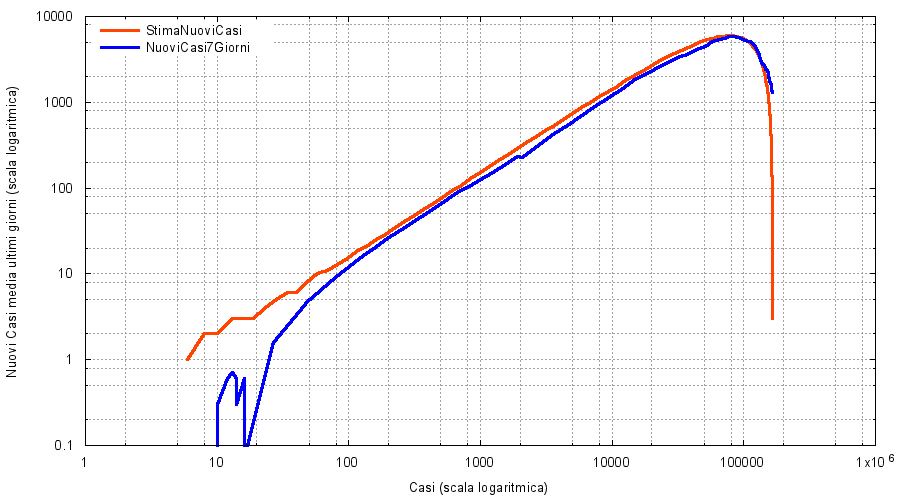 10000
1000
100
10
1
0.1
StimaNuoviCasi
NuoviCasi7Giorni
Nuovi Casi media ultimi giorni (scala logaritmica)
1
10
100
1000
10000
100000
1x10 6
Casi (scala logaritmica)